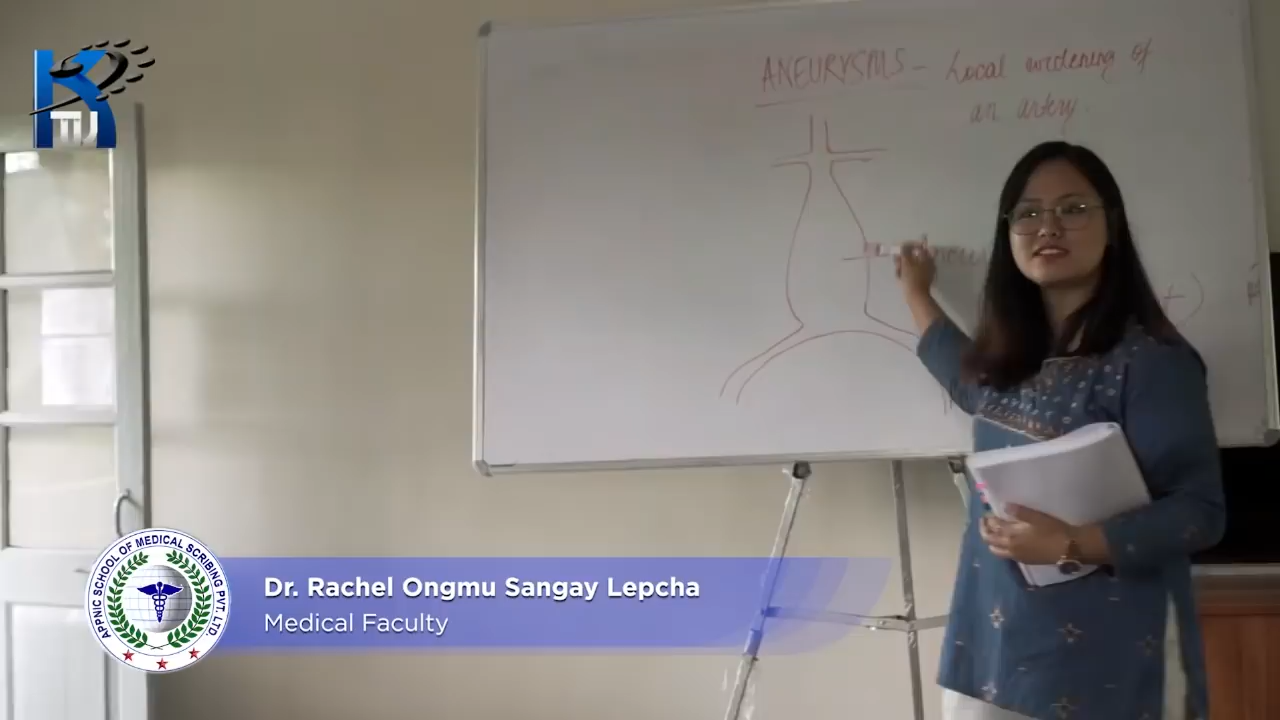 K
TU
ANEURYSMS - Local widening of
an artery.
APPNIC SCHOOL OF MEDICAL SCRIBING PVT. LTD.
Dr. Rachel Ongmu Sangay Lepcha
Medical Faculty